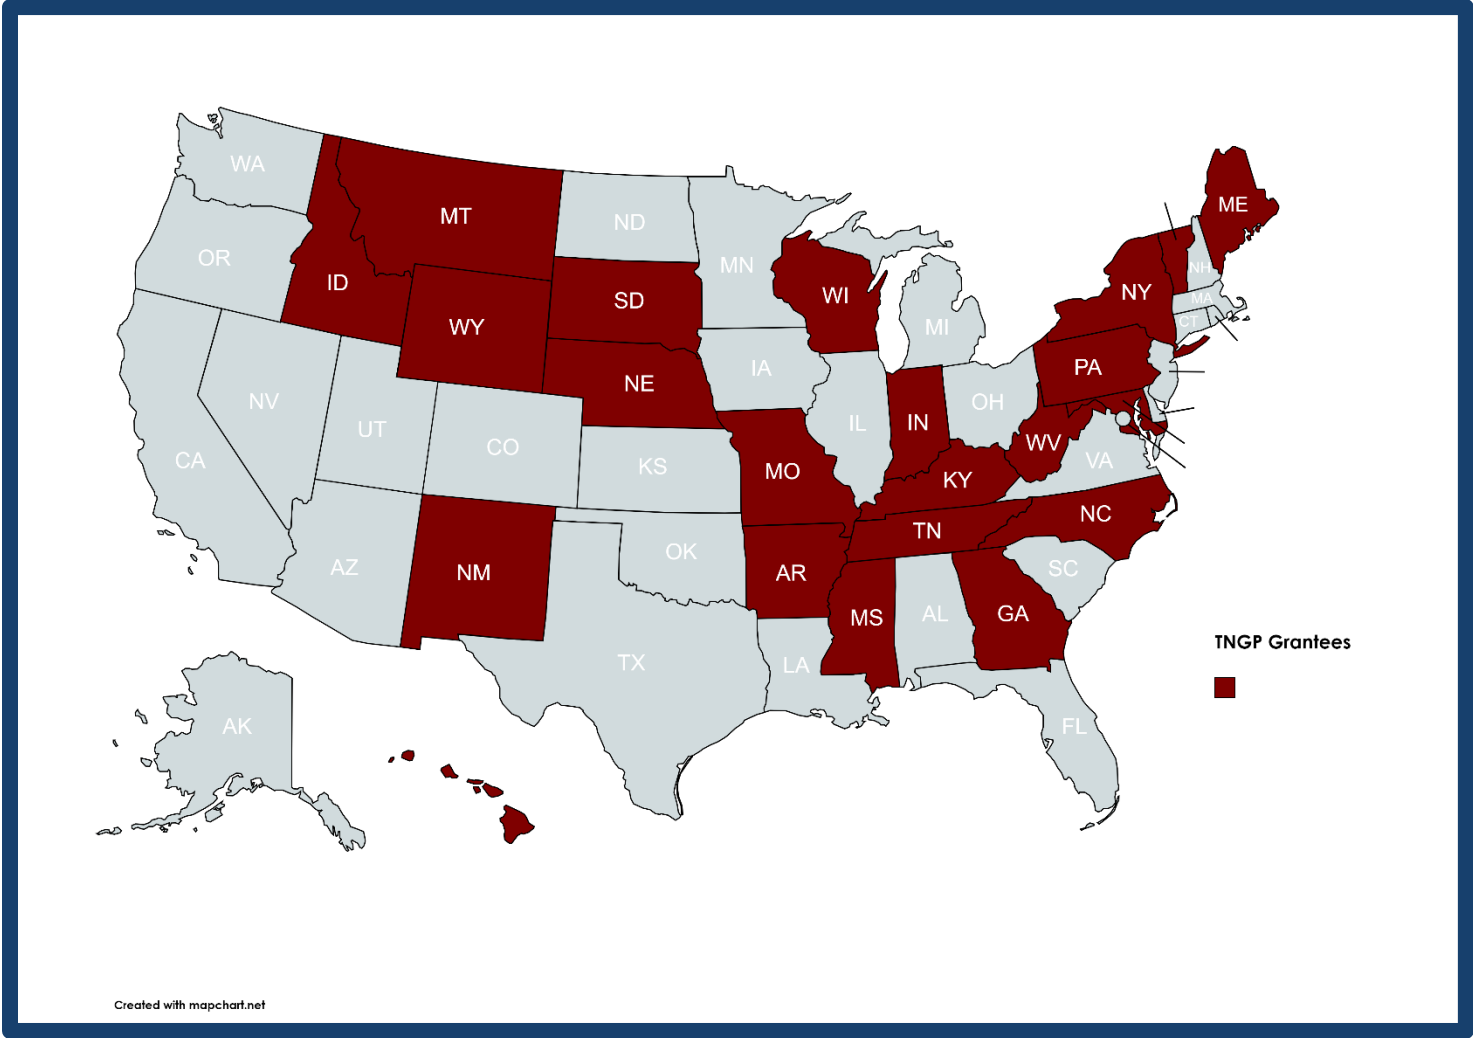 WA
MT
ND
ME
OR
ID
MN
NH
SD
WI
NY
MA
WY
MI
CT
IA
PA
NE
NV
UT
CO
IL
IN
OH
CA
KS
MO
WV
VA
KY
NC
TN
AZ
NM
OK
AR
SC
MS
AL
GA
TX
LA
TNGP Grantees
AK
FL
Created with mapchart.net